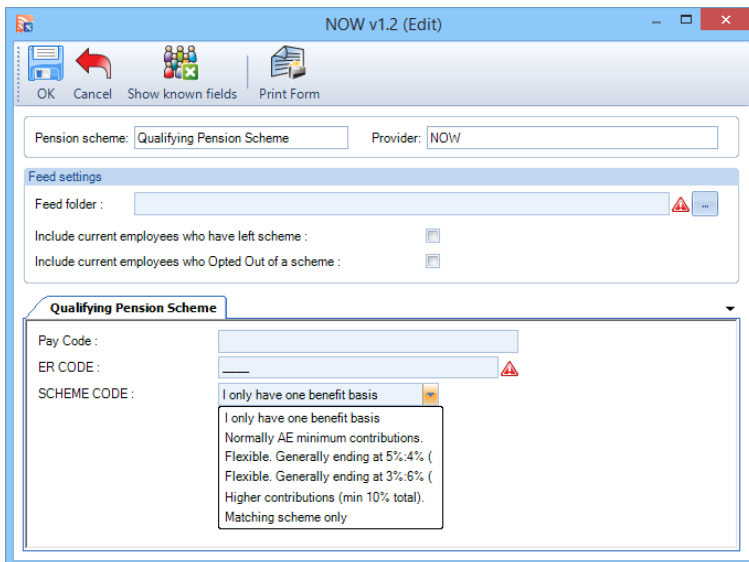 NOW v1.2 (Edit)
OK Cancel Show known fields Print Form
Pension scheme: Qualifying Pension Scheme Provider: NOW
Feed settings
Feed folder :
...
Include current employees who have left scheme :
Include current employees who Opted Out of a scheme :
Qualifying Pension Scheme
Pay Code :
ER CODE : ____
SCHEME CODE : I only have one benefit basis
I only have one benefit basis
Normally AE minimum contributions.
Flexible. Generally ending at 5%:4% (
Flexible. Generally ending at 3%:6% (
Higher contributions (min 10% total).
Matching scheme only